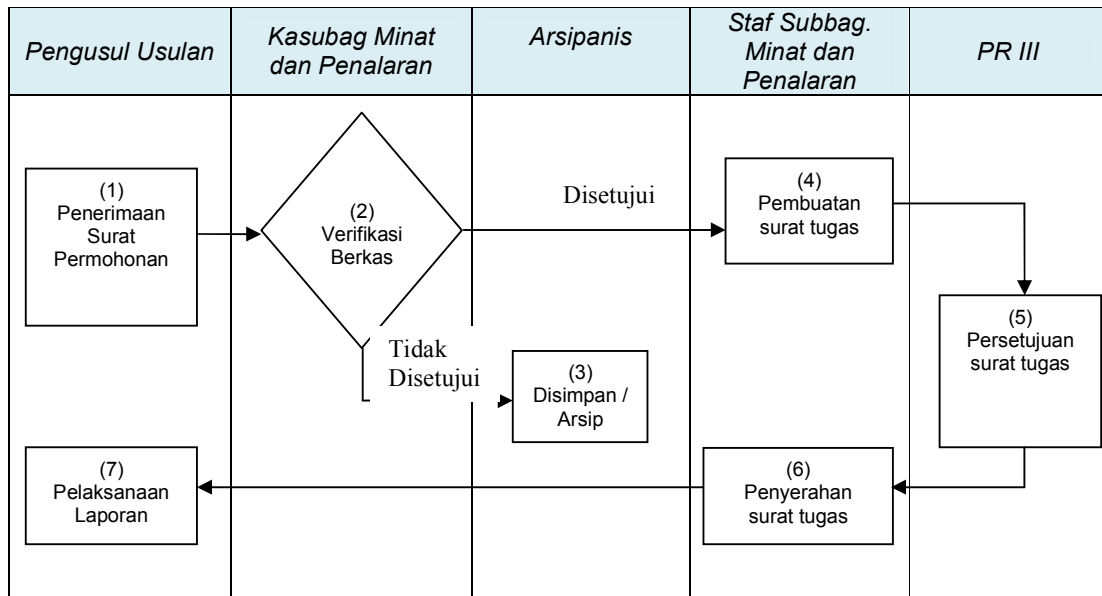 Pengusul Usulan
Kasubag Minat
dan Penalaran
Arsipanis
Staf Subbag.
Minat dan
Penalaran
PR III
(1)
Penerimaan
Surat
Permohonan
(2)
Verifikasi
Berkas
Disetujui
(4)
Pembuatan
surat tugas
(5)
Persetujuan
surat tugas
Tidak
Disetujui
(3)
Disimpan /
Arsip
(6)
Penyerahan
surat tugas
(7)
Pelaksanaan
Laporan